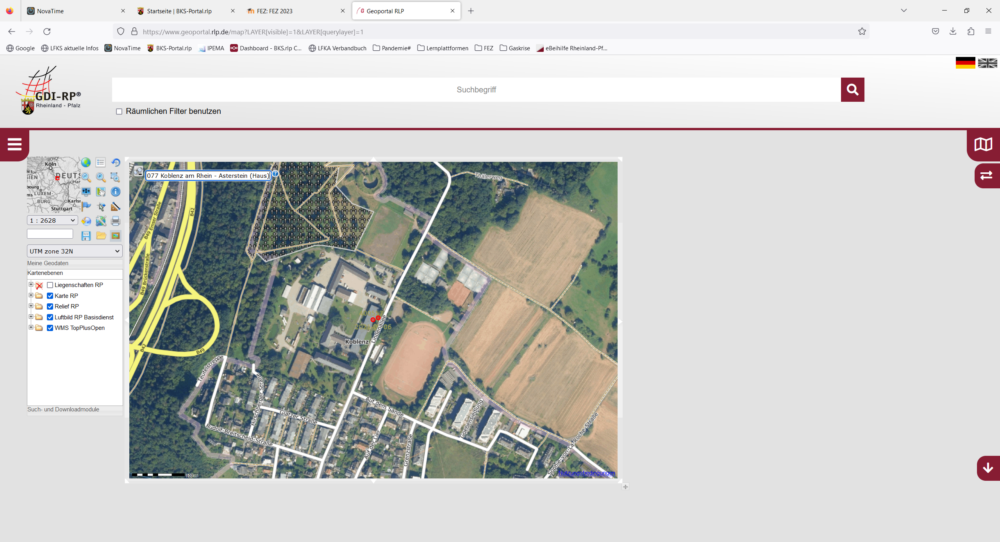 NovaTime
Startseite | BKS-Portal.rlp
FEZ: FEZ 2023
Geoportal RLP
https://www.geoportal.rlp.de/map?LAYER[visible]=1&LAYER[querylayer]=1
Google
LFKS aktuelle Infos
NovaTime
BKS-Portal.rlp
IPEMA
Dashboard - BKS.rlp C...
LFKA Verbandbuch
Pandemie#
Lernplattformen
FEZ
Gaskrise
eBeihilfe Rheinland-Pf...
GDI-RP®
Rheinland - Pfalz
Suchbegriff
Räumlichen Filter benutzen
Köln
DEUTS
LUXEM-
BURG
Karlsr
Stuttgart
1 : 2628
UTM zone 32N
Meine Geodaten
Kartenebenen
Liegenschaften RP
Karte RP
Relief RP
Luftbild RP Basisdienst
WMS TopPlusOpen
Such- und Downloadmodule
077 Koblenz am Rhein - Asterstein (Haus)
?
Thälerweg
B42
B49 Emser Straße
B49 Brückenstraße
B42
B49
Koblenz
Lindenallee
Teufelstreppe
Hirschberger Straße
Glatzer Straße
Rudolf-Breitscheid-Straße
Auf dem Sande
Auf der Lier
Grenzstraße
Goebensiedlung
Sophie-von-La-Roche-Straße
100 m
Nutzungsbedingungen